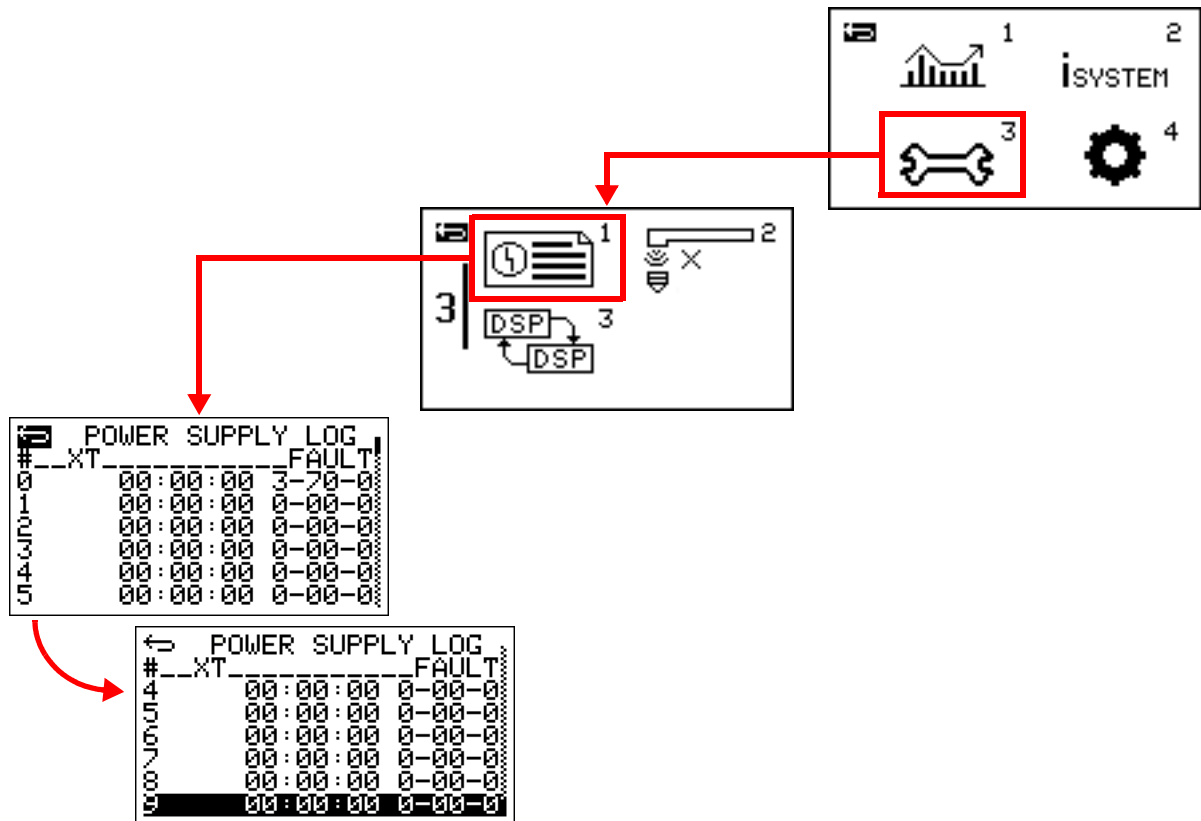 1
2
iSYSTEM
3
4
1
2
3
DSP
3
DSP
POWER SUPPLY LOG
#__XT____________FAULT
0 00:00:00 3-70-0
1 00:00:00 0-00-0
2 00:00:00 0-00-0
3 00:00:00 0-00-0
4 00:00:00 0-00-0
5 00:00:00 0-00-0
POWER SUPPLY LOG
#__XT____________FAULT
4 00:00:00 0-00-0
5 00:00:00 0-00-0
6 00:00:00 0-00-0
7 00:00:00 0-00-0
8 00:00:00 0-00-0
9 00:00:00 0-00-0